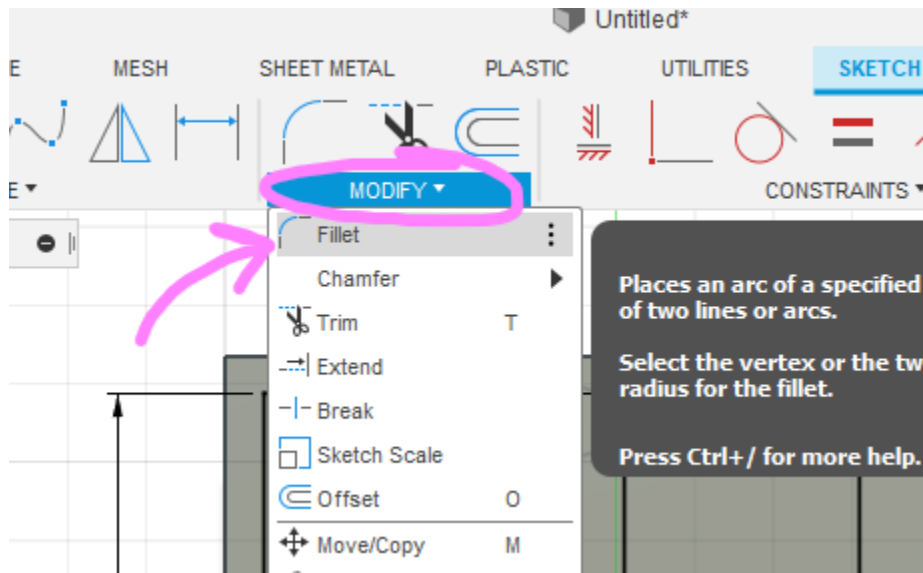 Untitled*
E MESH SHEET METAL PLASTIC UTILITIES SKETCH
E MODIFY CONSTRAINTS
Fillet
Chamfer
Trim T
Extend
Break
Sketch Scale
Offset O
Move/Copy M
Places an arc of a specified
of two lines or arcs.
Select the vertex or the tw
radius for the fillet.
Press Ctrl+/ for more help.